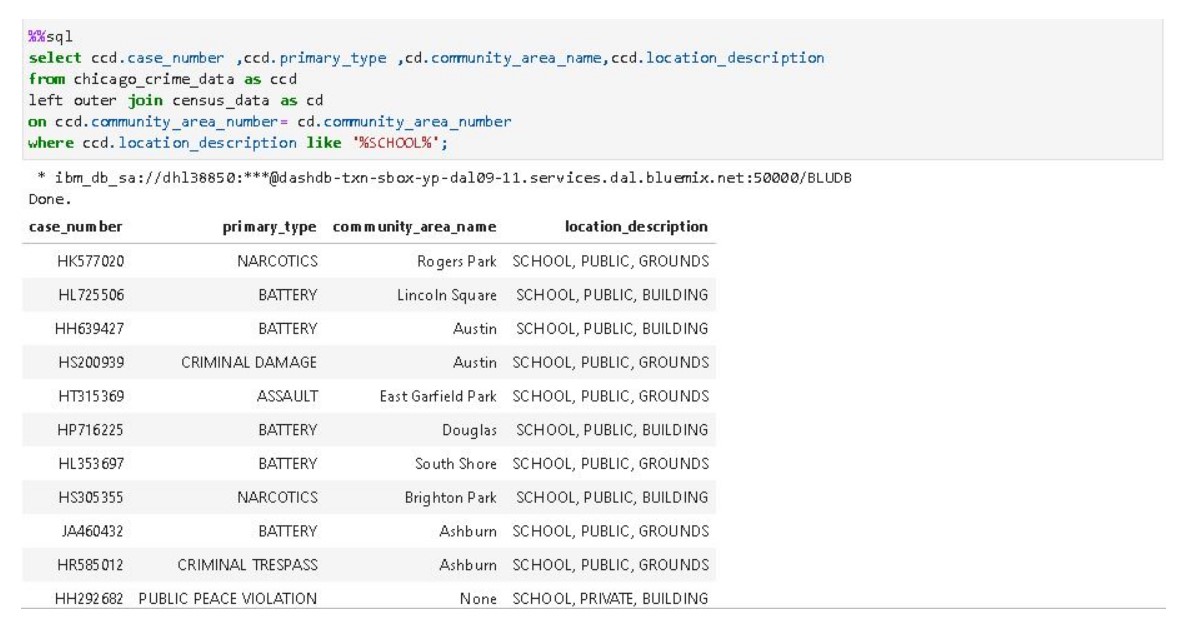 %%sql
select ccd.case_number ,ccd.primary_type ,cd.community_area_name,ccd.location_description
from chicago_crime_data as ccd
left outer join census_data as cd
on ccd.community_area_number= cd.community_area_number
where ccd.location_description like '%SCHOOL%';
* ibm_db_sa://dhl38850:***@dashdb-txn-sbox-yp-dal09-11.services.dal.bluemix.net:50000/BLUDB
Done.
case_number primary_type community_area_name location_description
HK577020 NARCOTICS Rogers Park SCHOOL, PUBLIC, GROUNDS
HL725506 BATTERY Lincoln Square SCHOOL, PUBLIC, BUILDING
HH639427 BATTERY Austin SCHOOL, PUBLIC, BUILDING
HS200939 CRIMINAL DAMAGE Austin SCHOOL, PUBLIC, GROUNDS
HT315369 ASSAULT East Garfield Park SCHOOL, PUBLIC, GROUNDS
HP716225 BATTERY Douglas SCHOOL, PUBLIC, BUILDING
HL353697 BATTERY South Shore SCHOOL, PUBLIC, GROUNDS
HS305355 NARCOTICS Brighton Park SCHOOL, PUBLIC, BUILDING
JA460432 BATTERY Ashburn SCHOOL, PUBLIC, GROUNDS
HR585012 CRIMINAL TRESPASS Ashburn SCHOOL, PUBLIC, GROUNDS
HH292682 PUBLIC PEACE VIOLATION None SCHOOL, PRIVATE, BUILDING